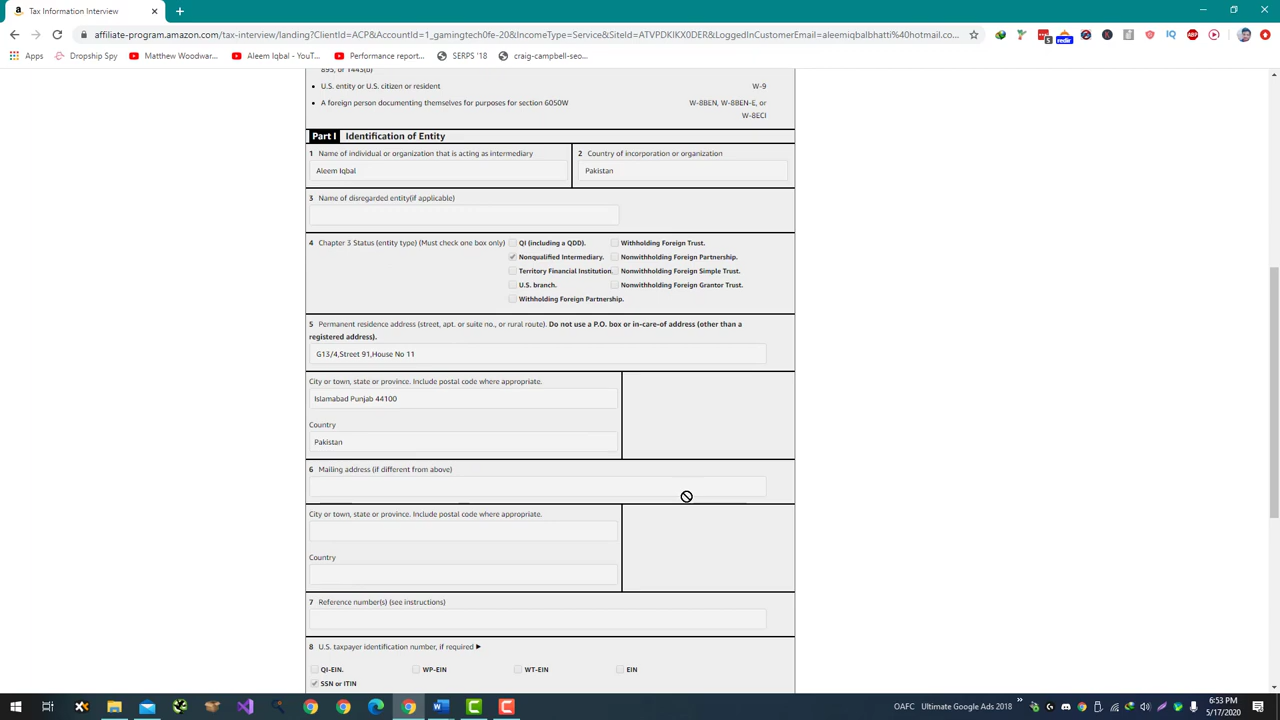 Tax Information Interview
affiliate-program.amazon.com/tax-interview/landing?ClientId=ACP&AccountId=1_gamingtech0fe-20&IncomeType=Service&SiteId=ATVPDKIKX0DER&LoggedInCustomerEmail=aleemiqbalbhatti%40hotmail.co...
Apps
Dropship Spy
Matthew Woodwar...
Aleem Iqbal - YouT...
Performance report...
SERPS '18
craig-campbell-seo...
895, or 1443(b)
• U.S. entity or U.S. citizen or resident W-9
• A foreign person documenting themselves for purposes for section 6050W W-8BEN, W-8BEN-E, or
W-8ECI
Part I Identification of Entity
1 Name of individual or organization that is acting as intermediary
Aleem Iqbal
2 Country of incorporation or organization
Pakistan
3 Name of disregarded entity(if applicable)
4 Chapter 3 Status (entity type) (Must check one box only)
QI (including a QDD). Withholding Foreign Trust.
Nonqualified Intermediary. Nonwithholding Foreign Partnership.
Territory Financial Institution. Nonwithholding Foreign Simple Trust.
U.S. branch. Nonwithholding Foreign Grantor Trust.
Withholding Foreign Partnership.
5 Permanent residence address (street, apt. or suite no., or rural route). Do not use a P.O. box or in-care-of address (other than a
registered address).
G13/4,Street 91,House No 11
City or town, state or province. Include postal code where appropriate.
Islamabad Punjab 44100
Country
Pakistan
6 Mailing address (if different from above)
City or town, state or province. Include postal code where appropriate.
Country
7 Reference number(s) (see instructions)
8 U.S. taxpayer identification number, if required ►
QI-EIN. WP-EIN WT-EIN EIN
SSN or ITIN
OAFC Ultimate Google Ads 2018
6:53 PM
5/17/2020